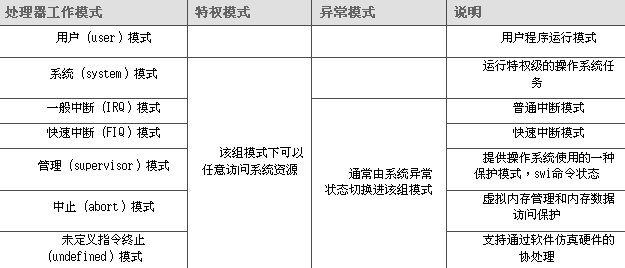 处理器工作模式 特权模式 异常模式 说明
用户（user）模式 用户程序运行模式
系统（system）模式 运行特权级的操作系统任
务
一般中断（IRQ）模式 普通中断模式
快速中断（FIQ）模式 快速中断模式
该组模式下可以
任意访问系统资源
通常由系统异常
状态切换进该组模式
管理（supervisor）模式 提供操作系统使用的一种
保护模式，swi命令状态
中止（abort）模式 虚拟内存管理和内存数据
访问保护
未定义指令终止
（undefined）模式
支持通过软件仿真硬件的
协处理